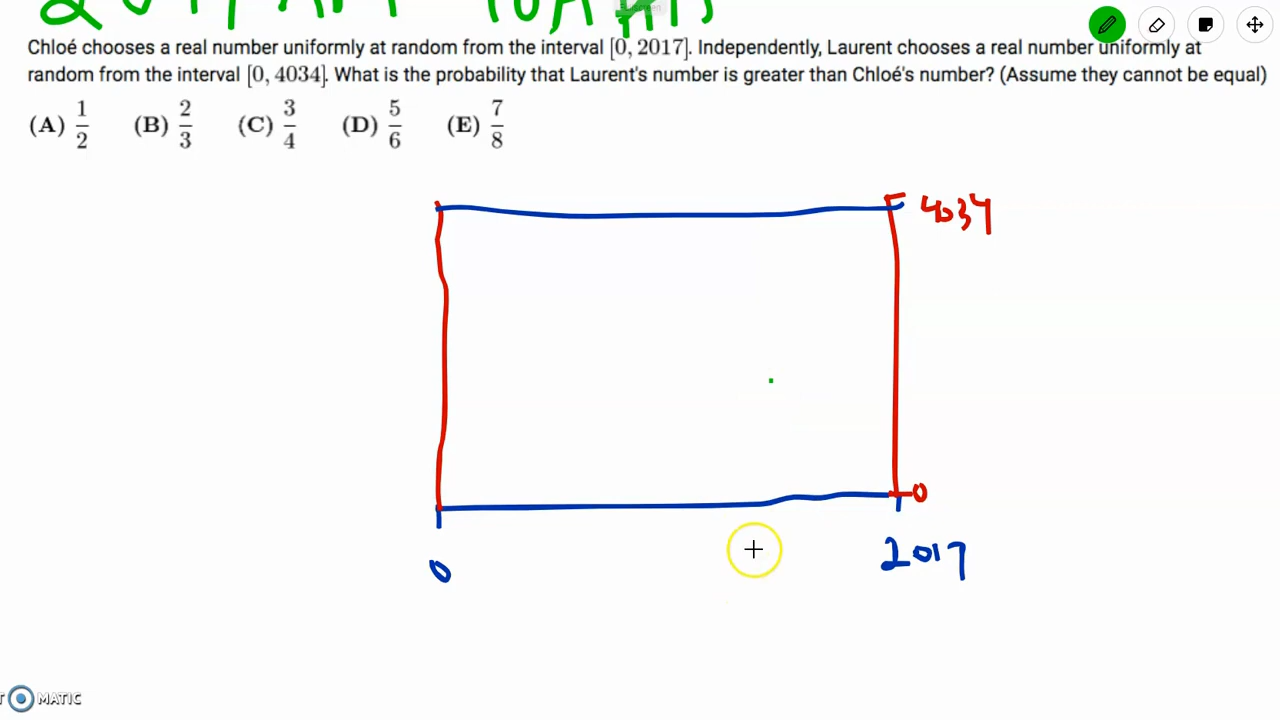 Chloé chooses a real number uniformly at random from the interval [0, 2017]. Independently, Laurent chooses a real number uniformly at
random from the interval [0, 4034]. What is the probability that Laurent's number is greater than Chloé's number? (Assume they cannot be equal)
(A) 1/2 (B) 2/3 (C) 3/4 (D) 5/6 (E) 7/8
4034
0
0 2017
MATIC